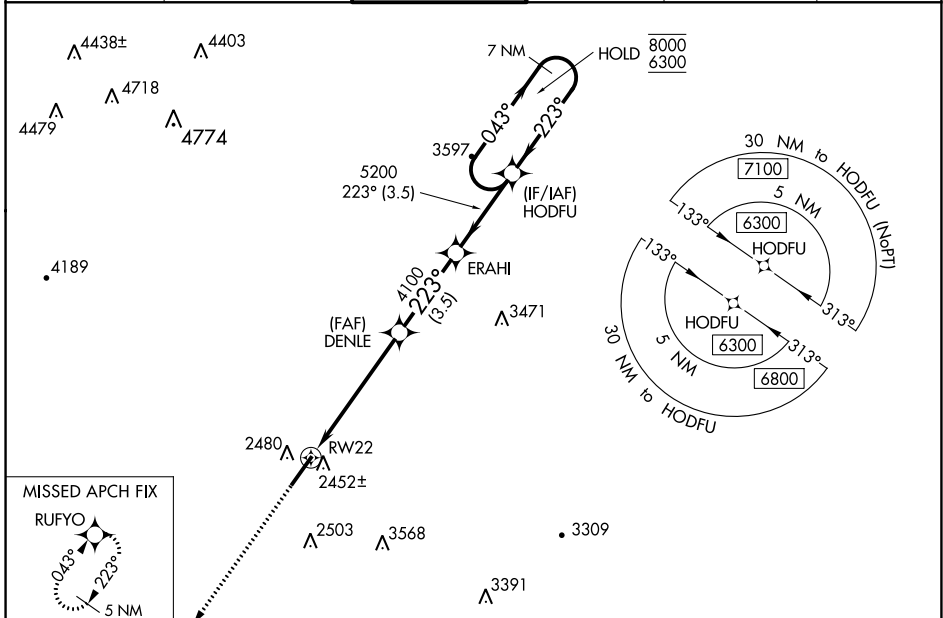 4438±
4403
4718
4479
4774
7 NM
HOLD 8000
6300
043°
223°
3597
5200
223° (3.5)
(IF/IAF)
HODFU
ERAHI
4189
4100
223°
(3.5)
(FAF)
DENLE
3471
30 NM to HODFU (NoPT)
7100
5 NM
6300
133°
HODFU
313°
133°
HODFU
313°
6300
5 NM
6800
30 NM to HODFU
2480
RW22
2452±
2503
3568
3309
3391
MISSED APCH FIX
RUFYO
043°
223°
5 NM